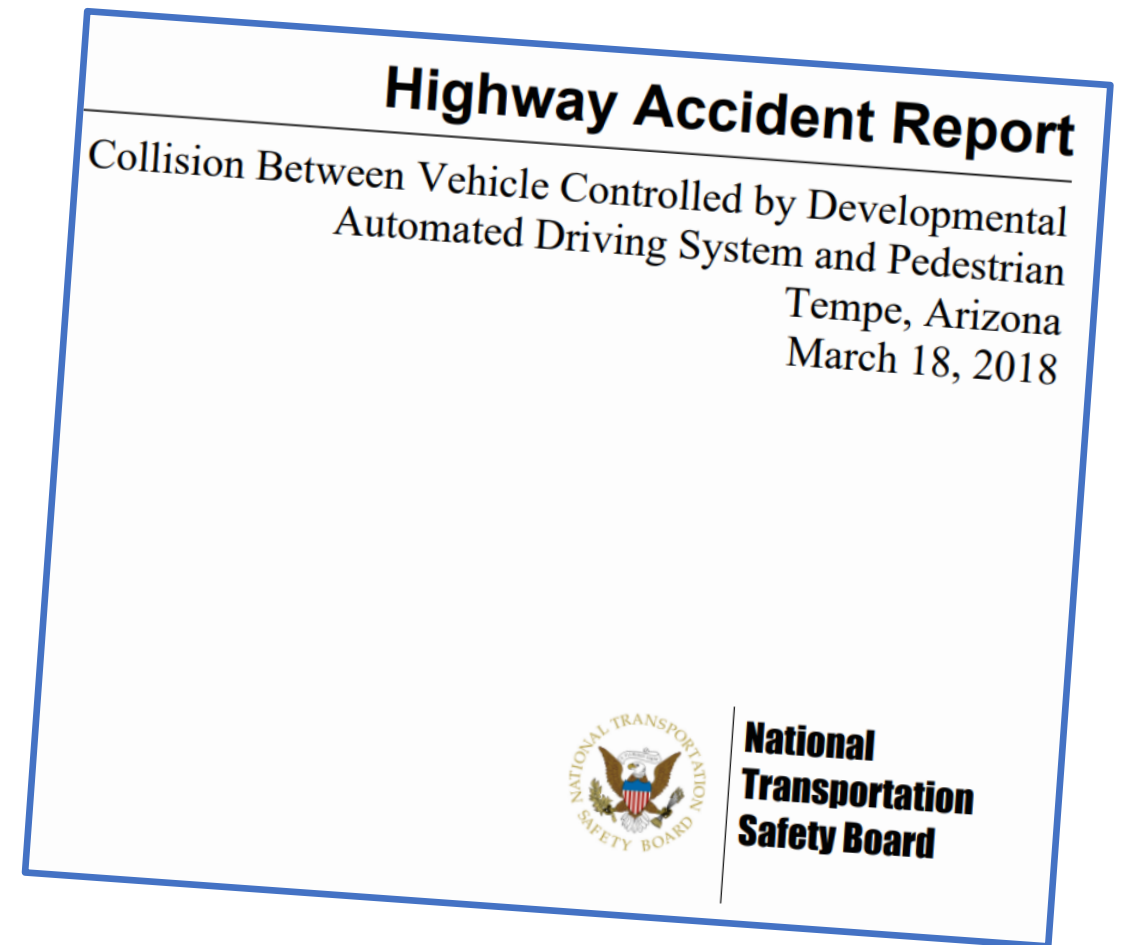 Highway Accident Report
Collision Between Vehicle Controlled by Developmental
Automated Driving System and Pedestrian
Tempe, Arizona
March 18, 2018
NATIONAL TRANSPORTATION SAFETY BOARD
National
Transportation
Safety Board